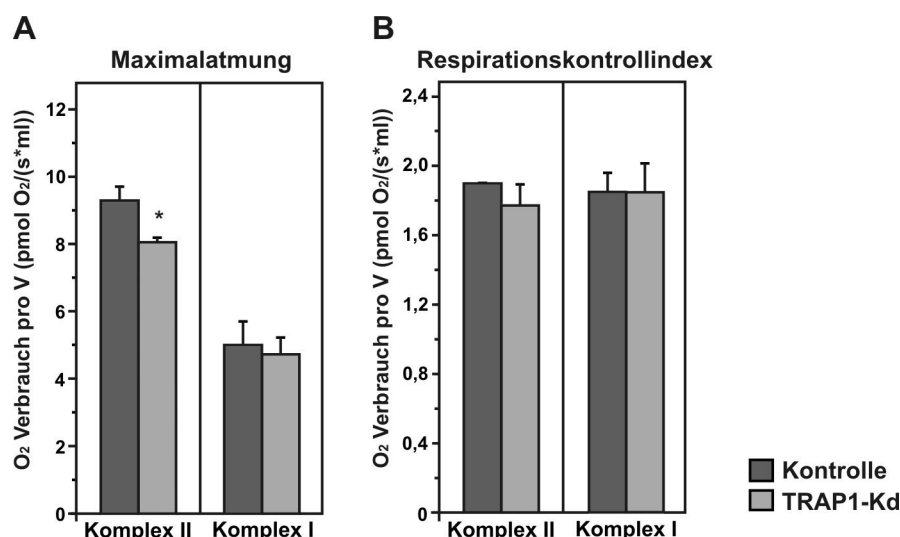 A
Maximalatmung
O2 Verbrauch pro V (pmol O2/(s*ml))
12
10
8
6
4
2
0
*
Komplex II
Komplex I
B
Respirationskontrollindex
O2 Verbrauch pro V (pmol O2/(s*ml))
2,4
2,0
1,6
1,2
0,8
0,4
0
Komplex II
Komplex I
Kontrolle
TRAP1-Kd